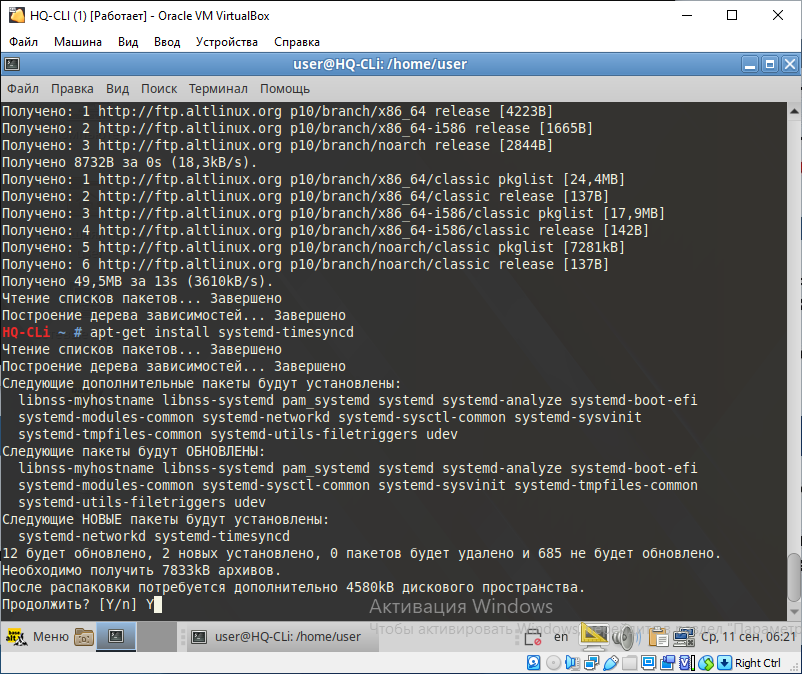 HQ-CLI (1) [Работает] - Oracle VM VirtualBox
Файл Машина Вид Ввод Устройства Справка
user@HQ-CLi: /home/user
Файл Правка Вид Поиск Терминал Помощь
Получено: 1 http://ftp.altlinux.org p10/branch/x86_64 release [4223B]
Получено: 2 http://ftp.altlinux.org p10/branch/x86_64-i586 release [1665B]
Получено: 3 http://ftp.altlinux.org p10/branch/noarch release [2844B]
Получено 8732B за 0s (18,3kB/s).
Получено: 1 http://ftp.altlinux.org p10/branch/x86_64/classic pkglist [24,4MB]
Получено: 2 http://ftp.altlinux.org p10/branch/x86_64/classic release [137B]
Получено: 3 http://ftp.altlinux.org p10/branch/x86_64-i586/classic pkglist [17,9MB]
Получено: 4 http://ftp.altlinux.org p10/branch/x86_64-i586/classic release [142B]
Получено: 5 http://ftp.altlinux.org p10/branch/noarch/classic pkglist [7281kB]
Получено: 6 http://ftp.altlinux.org p10/branch/noarch/classic release [137B]
Получено 49,5MB за 13s (3610kB/s).
Чтение списков пакетов... Завершено
Построение дерева зависимостей... Завершено
HQ-CLi ~ # apt-get install systemd-timesyncd
Чтение списков пакетов... Завершено
Построение дерева зависимостей... Завершено
Следующие дополнительные пакеты будут установлены:
libnss-myhostname libnss-systemd pam_systemd systemd systemd-analyze systemd-boot-efi
systemd-modules-common systemd-networkd systemd-sysctl-common systemd-sysvinit
systemd-tmpfiles-common systemd-utils-filetriggers udev
Следующие пакеты будут ОБНОВЛЕНЫ:
libnss-myhostname libnss-systemd pam_systemd systemd systemd-analyze systemd-boot-efi
systemd-modules-common systemd-sysctl-common systemd-sysvinit systemd-tmpfiles-common
systemd-utils-filetriggers udev
Следующие НОВЫЕ пакеты будут установлены:
systemd-networkd systemd-timesyncd
12 будет обновлено, 2 новых установлено, 0 пакетов будет удалено и 685 не будет обновлено.
Необходимо получить 7833kB архивов.
После распаковки потребуется дополнительно 4580kB дискового пространства.
Продолжить? [Y/n] Y
Активация Windows
Чтобы активировать Windows, раздел "Параметр
Меню user@HQ-CLi: /home/user en Ср, 11 сен, 06:21
Right Ctrl